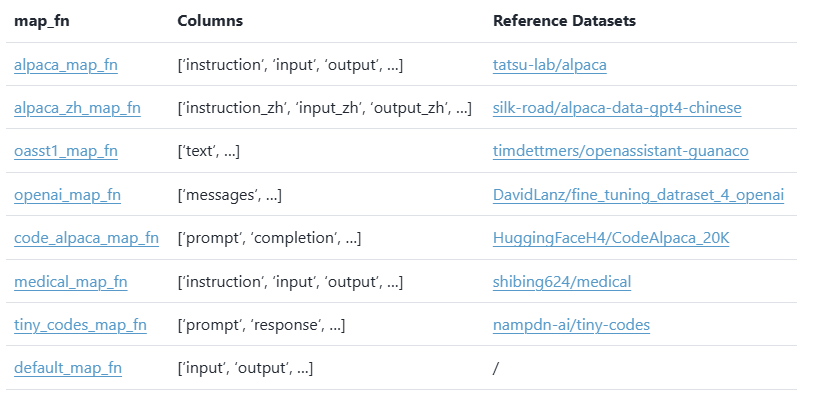 map_fn Columns Reference Datasets
alpaca_map_fn ['instruction', 'input', 'output', ...] tatsu-lab/alpaca
alpaca_zh_map_fn ['instruction_zh', 'input_zh', 'output_zh', ...] silk-road/alpaca-data-gpt4-chinese
oasst1_map_fn ['text', ...] timdettmers/openassistant-guanaco
openai_map_fn ['messages', ...] DavidLanz/fine_tuning_datraset_4_openai
code_alpaca_map_fn ['prompt', 'completion', ...] HuggingFaceH4/CodeAlpaca_20K
medical_map_fn ['instruction', 'input', 'output', ...] shibing624/medical
tiny_codes_map_fn ['prompt', 'response', ...] nampdn-ai/tiny-codes
default_map_fn ['input', 'output', ...] /